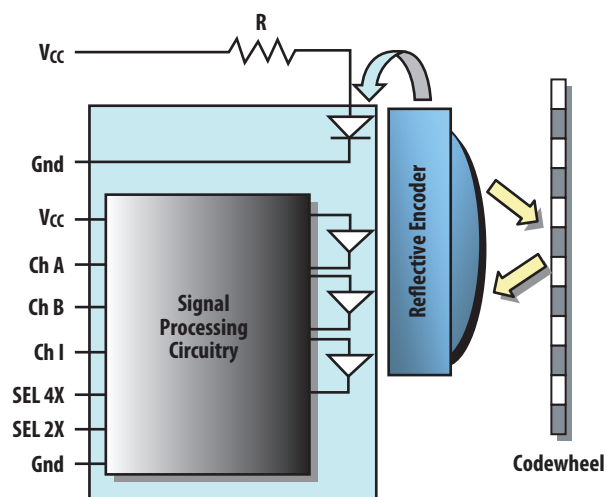 R
VCC
Gnd
VCC
Ch A
Ch B
Ch I
SEL 4X
SEL 2X
Gnd
Signal
Processing
Circuitry
Reflective Encoder
Codewheel